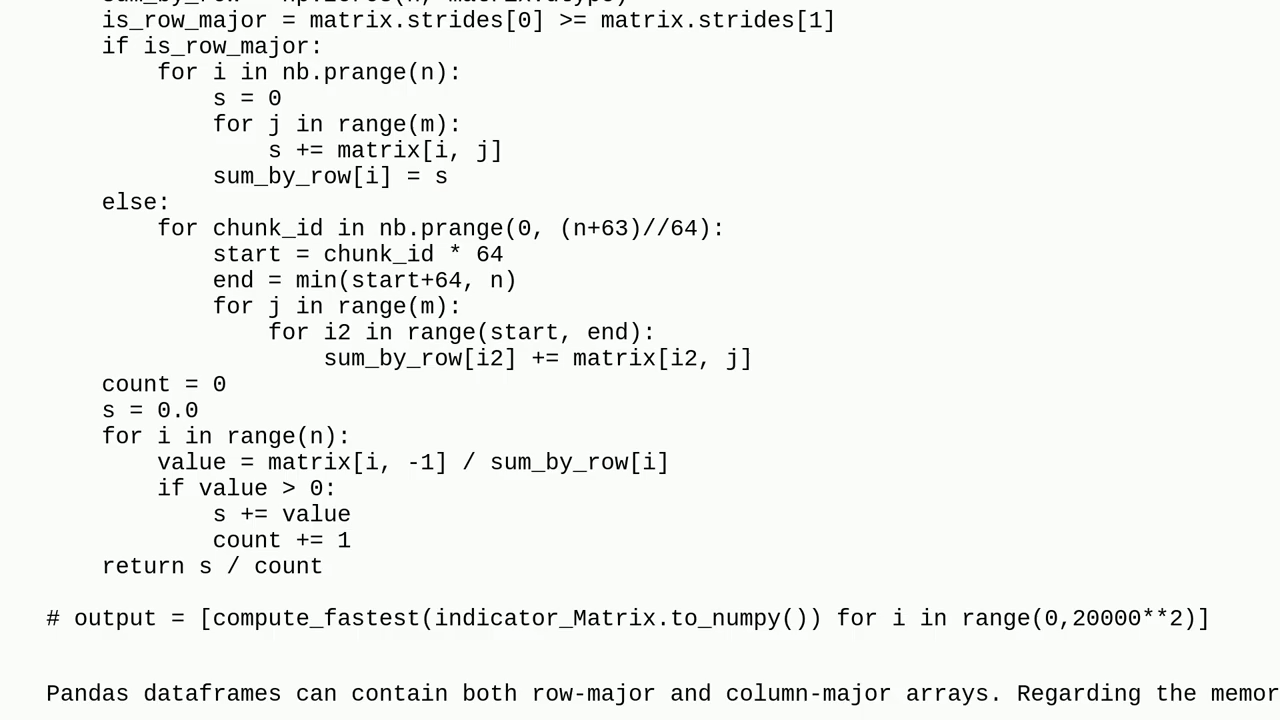 is_row_major = matrix.strides[0] >= matrix.strides[1]
if is_row_major:
for i in nb.prange(n):
s = 0
for j in range(m):
s += matrix[i, j]
sum_by_row[i] = s
else:
for chunk_id in nb.prange(0, (n+63)//64):
start = chunk_id * 64
end = min(start+64, n)
for j in range(m):
for i2 in range(start, end):
sum_by_row[i2] += matrix[i2, j]
count = 0
s = 0.0
for i in range(n):
value = matrix[i, -1] / sum_by_row[i]
if value > 0:
s += value
count += 1
return s / count
# output = [compute_fastest(indicator_Matrix.to_numpy()) for i in range(0,20000**2)]
Pandas dataframes can contain both row-major and column-major arrays. Regarding the memor